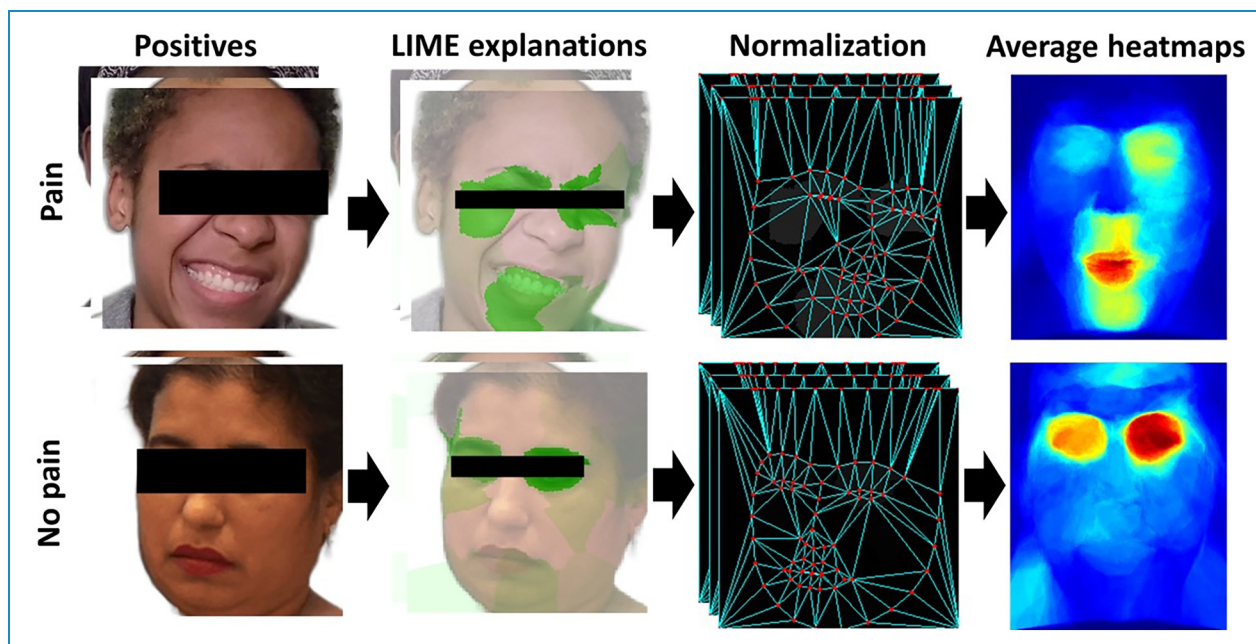 Positives
LIME explanations
Normalization
Average heatmaps
Pain
No pain